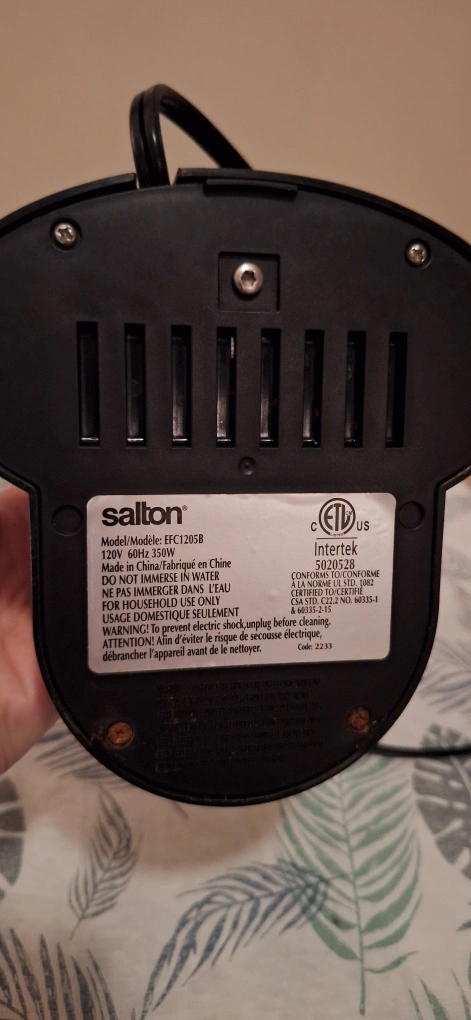 salton®
Model/Modèle: EFC1205B
120V 60Hz 350W
Made in China/Fabriqué en Chine
DO NOT IMMERSE IN WATER
NE PAS IMMERGER DANS L'EAU
FOR HOUSEHOLD USE ONLY
USAGE DOMESTIQUE SEULEMENT
WARNING! To prevent electric shock,unplug before cleaning.
ATTENTION! Afin d'éviter le risque de secousse électrique,
débrancher l'appareil avant de le nettoyer.
C ETL US
LISTED
Intertek
5020528
CONFORMS TO/CONFORME
A LA NORME UL STD. 1082
CERTIFIED TO/CERTIFIÉ
CSA STD. C22.2 NO. 60335-1
& 60335-2-15
Code: 2233